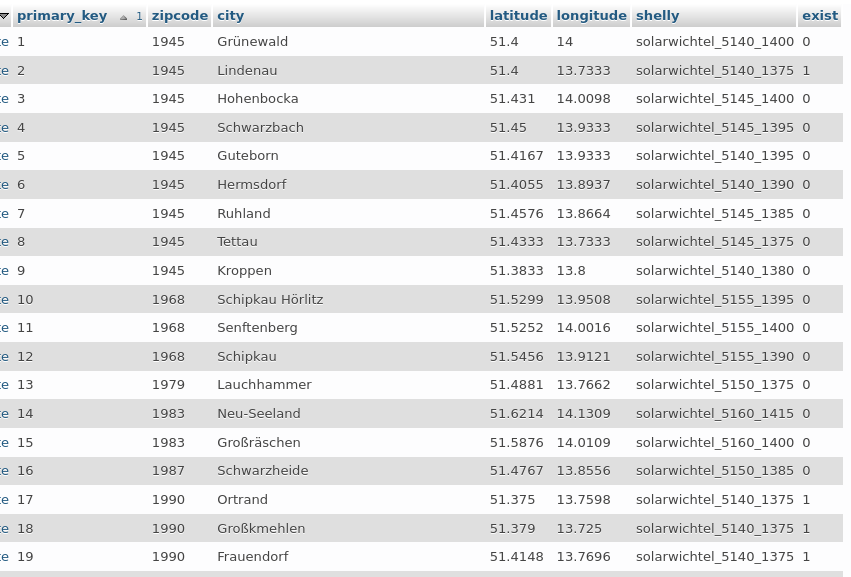 primary_key 1 zipcode city latitude longitude shelly exist
te 1 1945 Grünewald 51.4 14 solarwichtel_5140_1400 0
te 2 1945 Lindenau 51.4 13.7333 solarwichtel_5140_1375 1
te 3 1945 Hohenbocka 51.431 14.0098 solarwichtel_5145_1400 0
te 4 1945 Schwarzbach 51.45 13.9333 solarwichtel_5145_1395 0
te 5 1945 Guteborn 51.4167 13.9333 solarwichtel_5140_1395 0
te 6 1945 Hermsdorf 51.4055 13.8937 solarwichtel_5140_1390 0
te 7 1945 Ruhland 51.4576 13.8664 solarwichtel_5145_1385 0
te 8 1945 Tettau 51.4333 13.7333 solarwichtel_5145_1375 0
te 9 1945 Kroppen 51.3833 13.8 solarwichtel_5140_1380 0
te 10 1968 Schipkau Hörlitz 51.5299 13.9508 solarwichtel_5155_1395 0
te 11 1968 Senftenberg 51.5252 14.0016 solarwichtel_5155_1400 0
te 12 1968 Schipkau 51.5456 13.9121 solarwichtel_5155_1390 0
te 13 1979 Lauchhammer 51.4881 13.7662 solarwichtel_5150_1375 0
te 14 1983 Neu-Seeland 51.6214 14.1309 solarwichtel_5160_1415 0
te 15 1983 Großräschen 51.5876 14.0109 solarwichtel_5160_1400 0
te 16 1987 Schwarzheide 51.4767 13.8556 solarwichtel_5150_1385 0
te 17 1990 Ortrand 51.375 13.7598 solarwichtel_5140_1375 1
te 18 1990 Großkmehlen 51.379 13.725 solarwichtel_5140_1375 1
te 19 1990 Frauendorf 51.4148 13.7696 solarwichtel_5140_1375 1